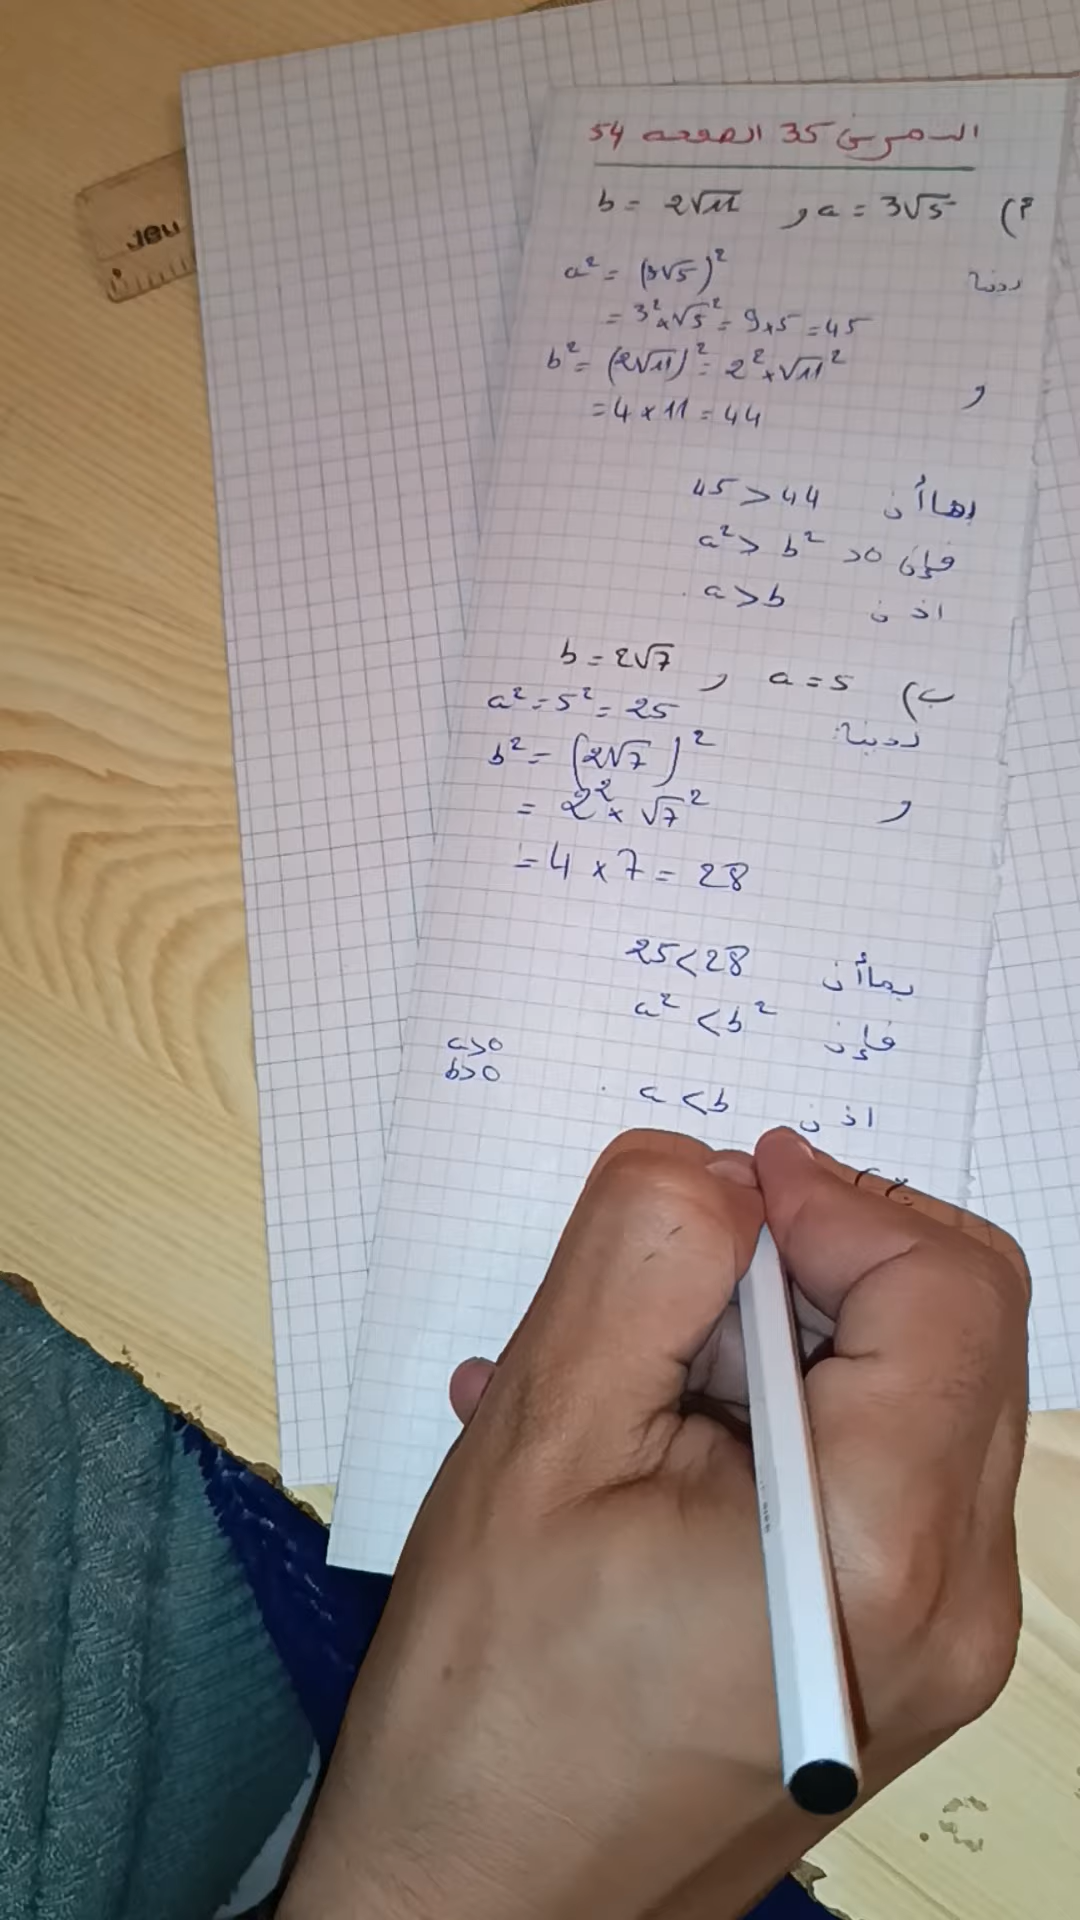 التمرين 35 الصفحة 54
أ) a = 3√5 و b = 2√11
لدينا a² = (3√5)²
= 3² × √5² = 9 × 5 = 45
و b² = (2√11)² = 2² × √11²
= 4 × 11 = 44
بما أن 45 > 44
فإن a² > b² >0
اذن a > b .
ب) a = 5 و b = 2√7
لدينا: a² = 5² = 25
b² = (2√7)²
و = 2² × √7²
= 4 × 7 = 28
بما أن 25 < 28
فإن a² < b²
a>0
b>0
اذن a < b .
ج)